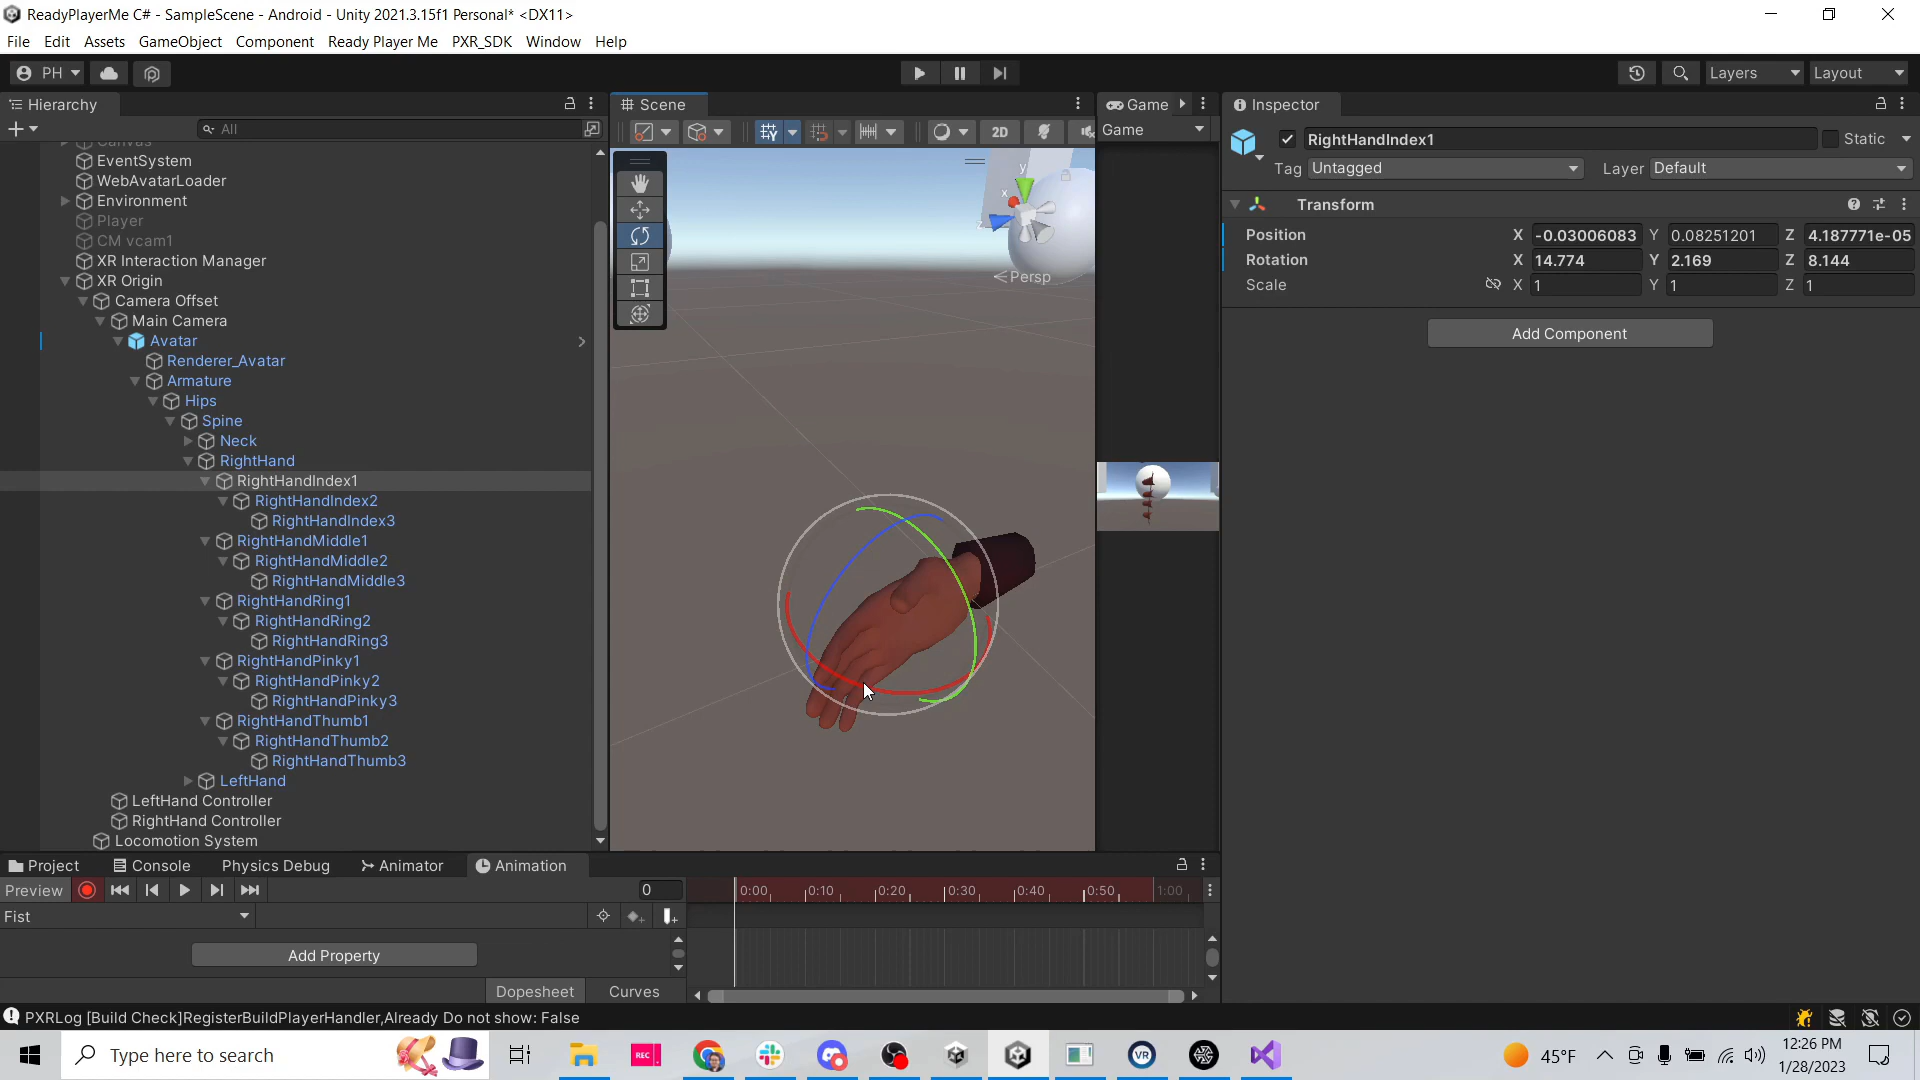 ReadyPlayerMe C# - SampleScene - Android - Unity 2021.3.15f1 Personal* <DX11>
File Edit Assets GameObject Component Ready Player Me PXR_SDK Window Help
PH
Layers
Layout
Hierarchy
All
Canvas
EventSystem
WebAvatarLoader
Environment
Player
CM vcam1
XR Interaction Manager
XR Origin
Camera Offset
Main Camera
Avatar
Renderer_Avatar
Armature
Hips
Spine
Neck
RightHand
RightHandIndex1
RightHandIndex2
RightHandIndex3
RightHandMiddle1
RightHandMiddle2
RightHandMiddle3
RightHandRing1
RightHandRing2
RightHandRing3
RightHandPinky1
RightHandPinky2
RightHandPinky3
RightHandThumb1
RightHandThumb2
RightHandThumb3
LeftHand
LeftHand Controller
RightHand Controller
Locomotion System
Scene
2D
y
x
z
Persp
Game
Game
Inspector
RightHandIndex1
Static
Tag Untagged Layer Default
Transform
Position X -0.03006083 Y 0.08251201 Z 4.187771e-05
Rotation X 14.774 Y 2.169 Z 8.144
Scale X 1 Y 1 Z 1
Add Component
Project Console Physics Debug Animator Animation
Preview 0 0:00 0:10 0:20 0:30 0:40 0:50 1:00
Fist
Add Property
Dopesheet Curves
PXRLog [Build Check]RegisterBuildPlayerHandler,Already Do not show: False
Type here to search
REC
VR
45°F
12:26 PM
1/28/2023